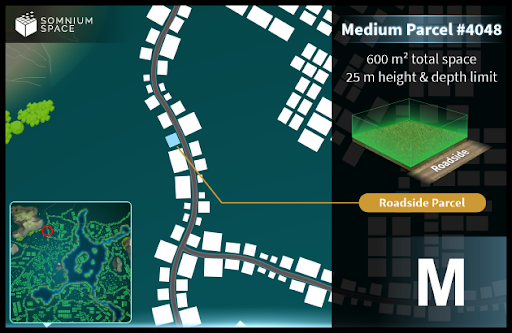 SOMNIUM
SPACE
Medium Parcel #4048
600 m² total space
25 m height & depth limit
Roadside
Roadside Parcel
M